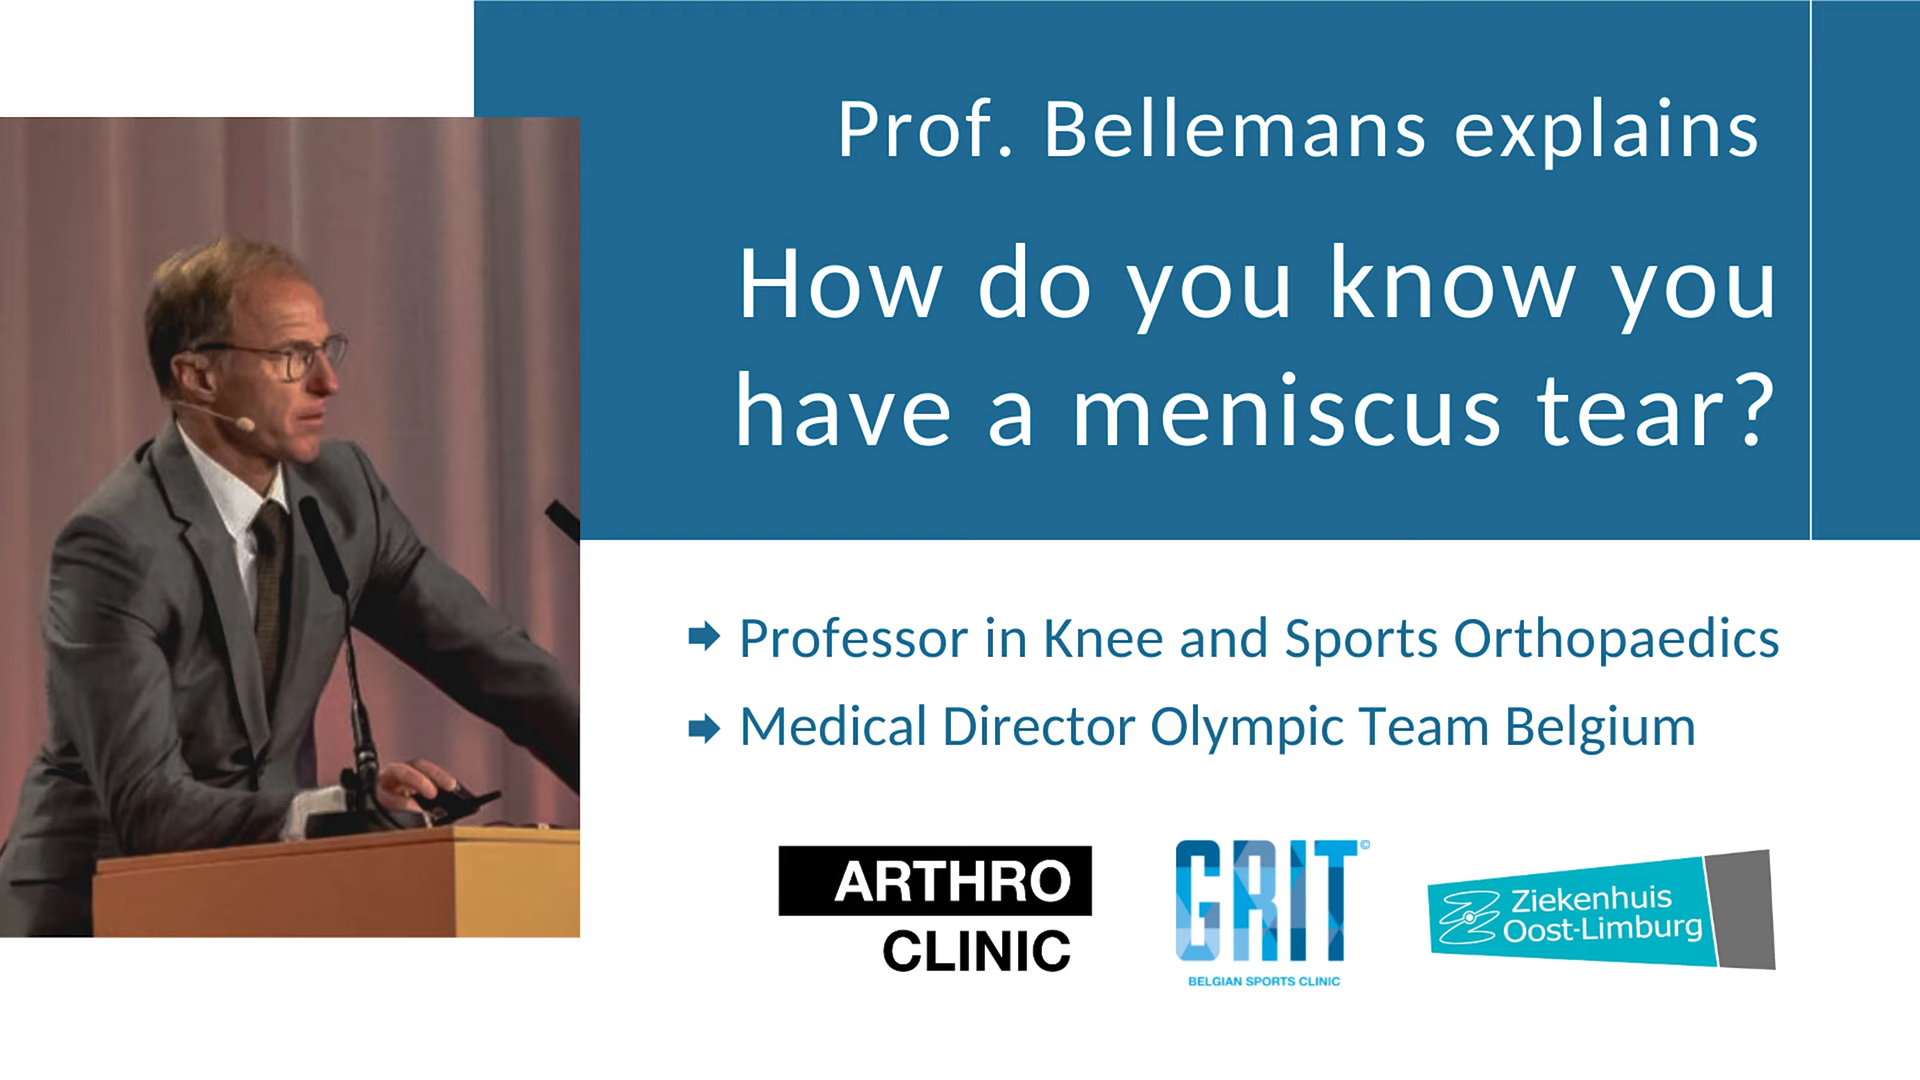 Prof. Bellemans explains
How do you know you
have a meniscus tear?
Professor in Knee and Sports Orthopaedics
Medical Director Olympic Team Belgium
ARTHRO
CLINIC
GRIT©
BELGIAN SPORTS CLINIC
Ziekenhuis
Oost-Limburg